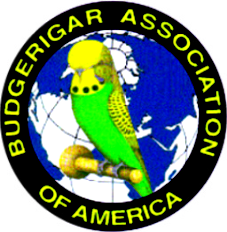 BUDGERIGAR ASSOCIATION
OF AMERICA